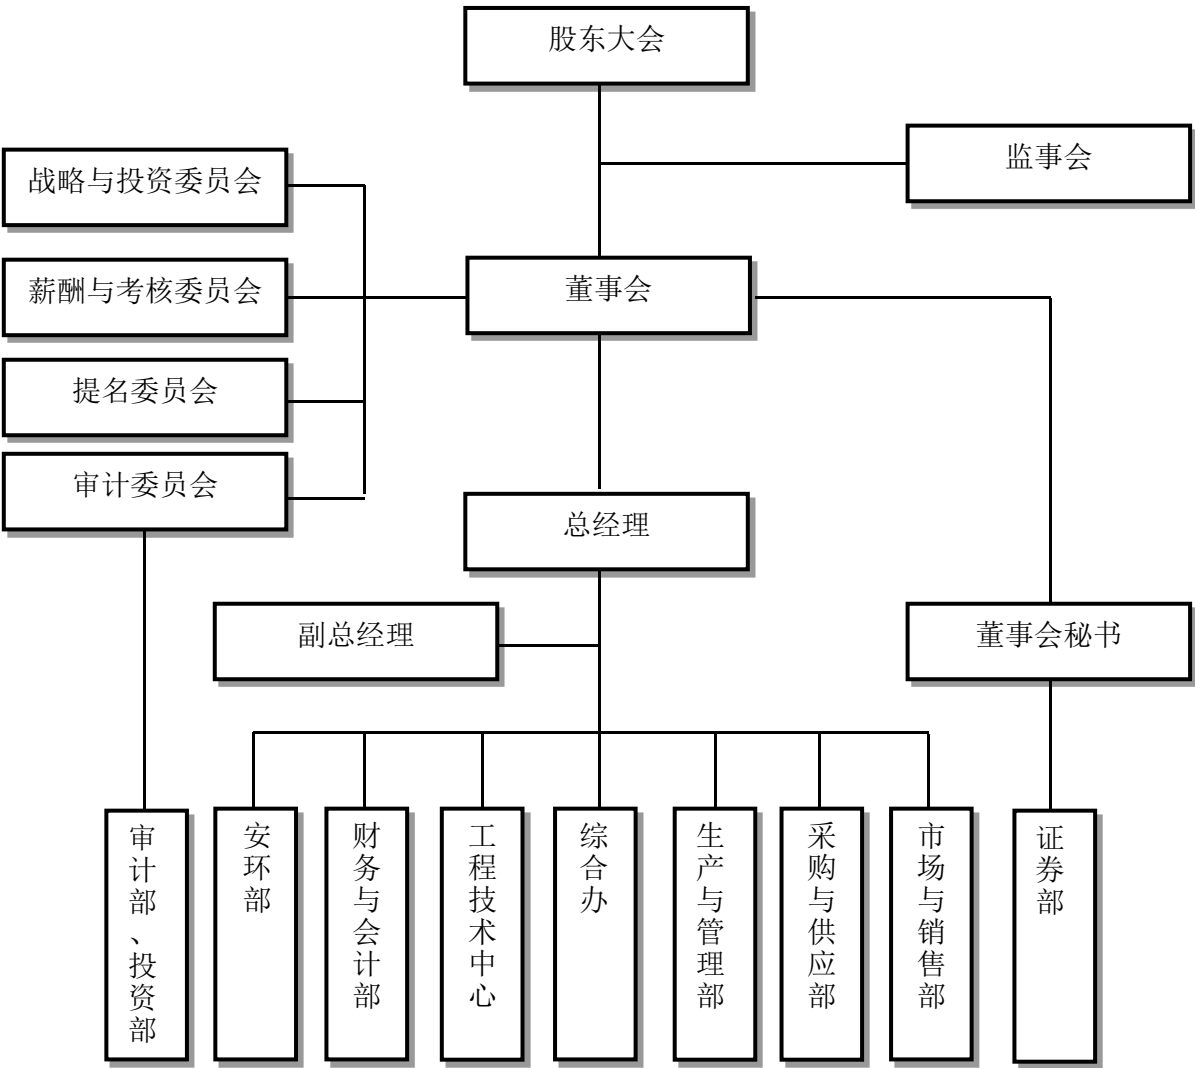 股东大会
监事会
战略与投资委员会
薪酬与考核委员会
董事会
提名委员会
审计委员会
总经理
副总经理
董事会秘书
审计部、投资部
安环部
财务与会计部
工程技术中心
综合办
生产与管理部
采购与供应部
市场与销售部
证券部